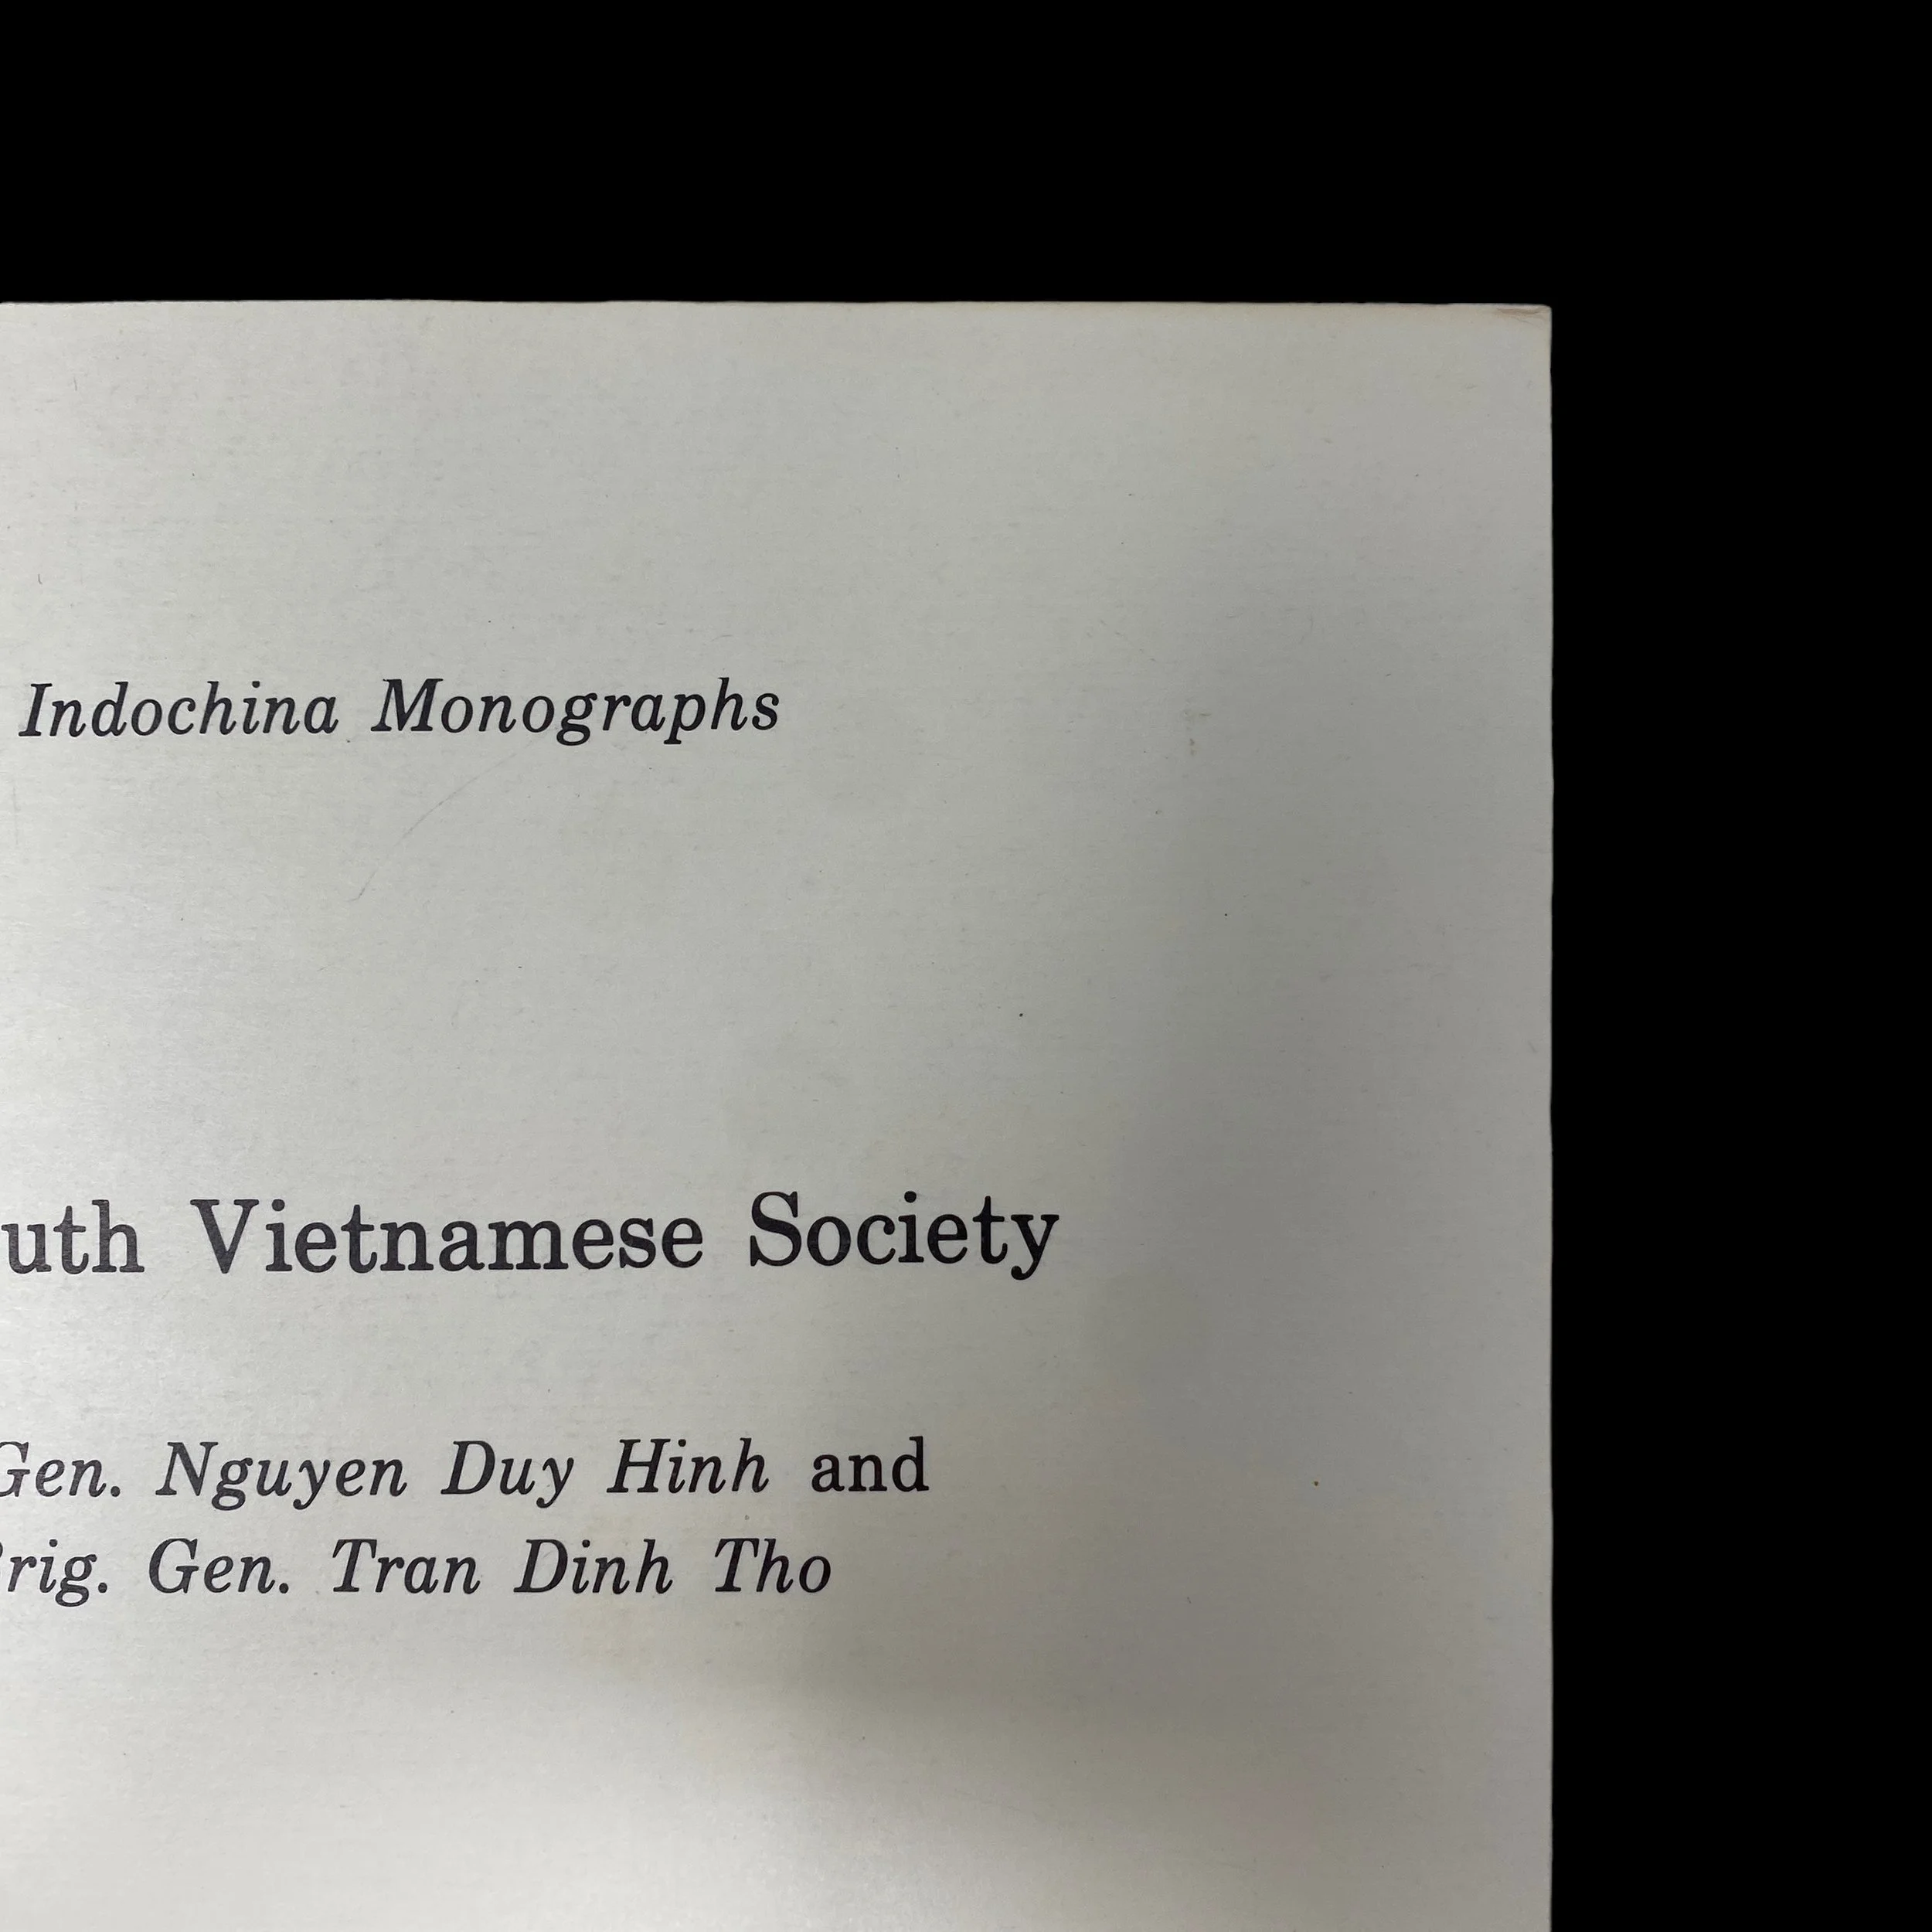 Indochina Monographs
uth Vietnamese Society
Gen. Nguyen Duy Hinh and
rig. Gen. Tran Dinh Tho